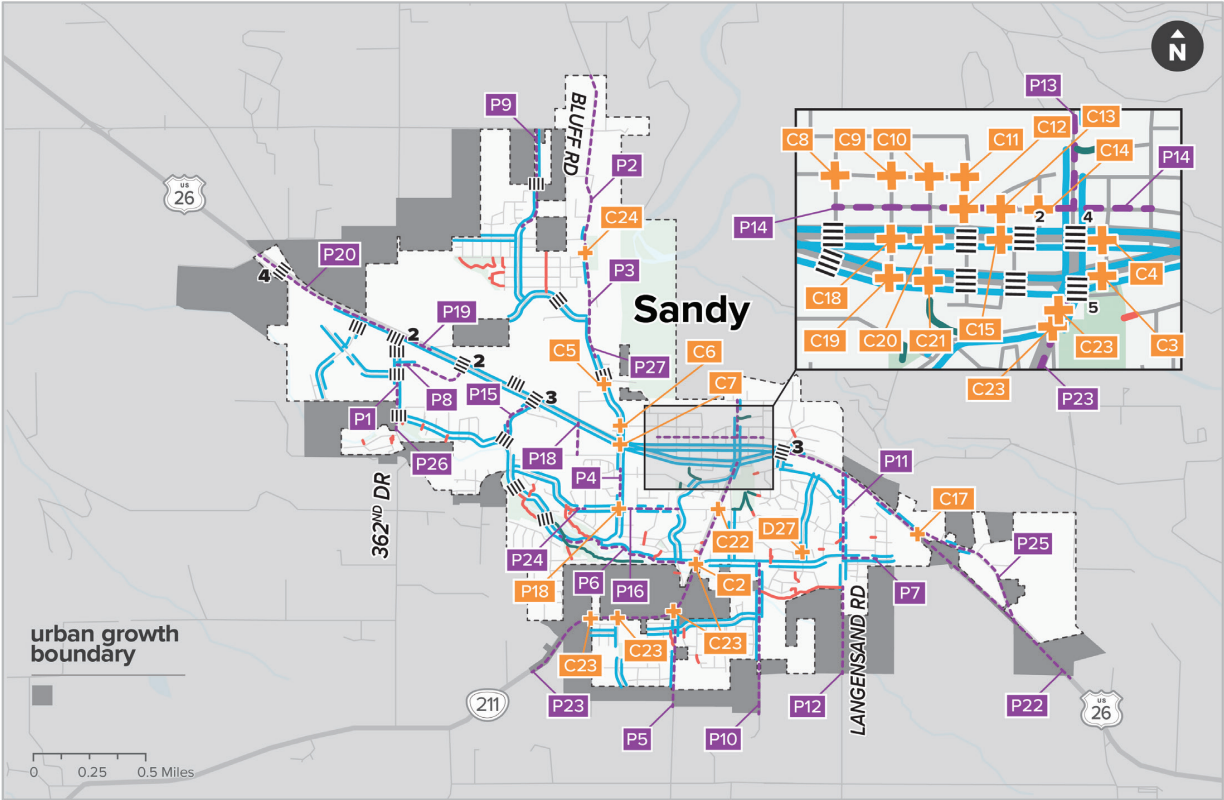 N
P13
C12
C13
C8
C9
C10
C11
C14
P14
P14
2
4
C18
C4
5
C19
C20
C21
C15
C23
C3
C23
P23
P9
BLUFF RD
P2
US
26
C24
P20
4
P3
Sandy
P19
2
C5
C6
P27
2
C7
P8
P15
3
P1
P26
P18
3
P4
P11
362ND DR
C17
D27
C22
P24
P25
P6
P16
C2
P18
P7
LANGENSAND RD
urban growth
boundary
C23
C23
C23
P23
211
P12
P22
US
26
P5
P10
0
0.25
0.5 Miles